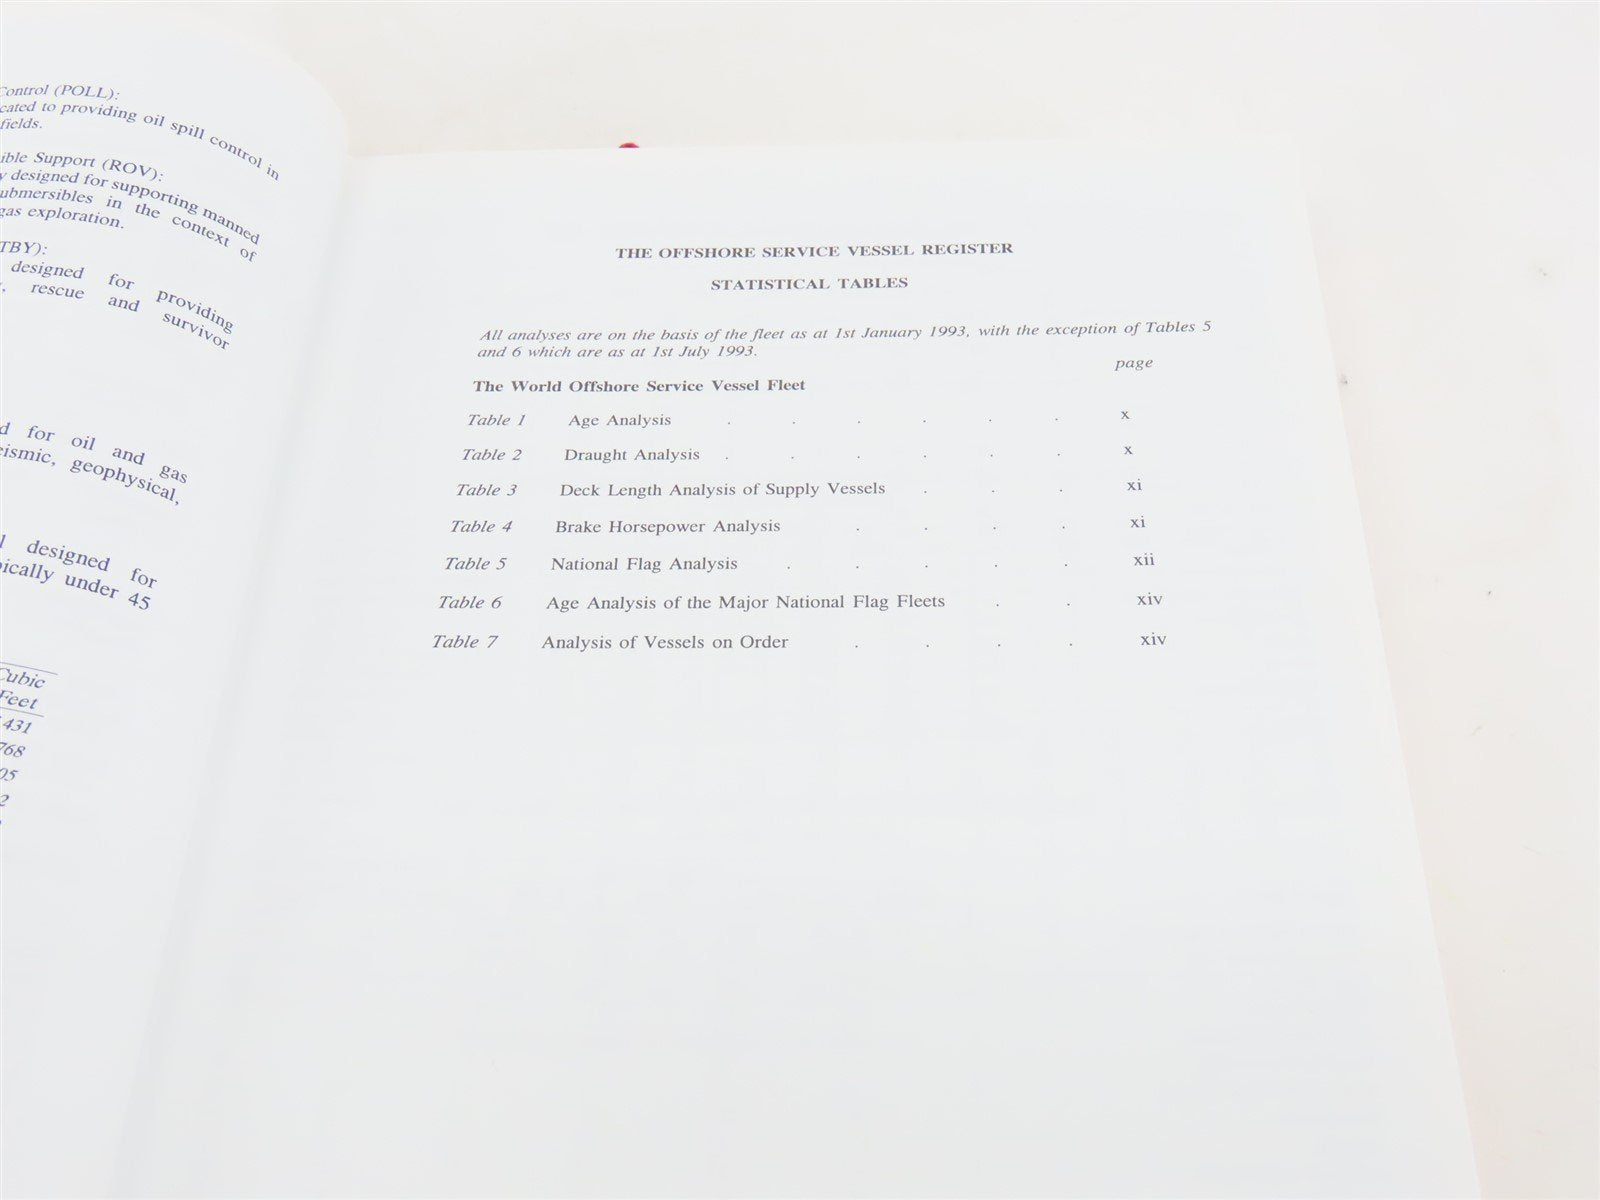 Control (POLL):
cated to providing oil spill control in
fields.
ible Support (ROV):
y designed for supporting manned
ubmersibles in the context of
gas exploration.
TBY):
designed for providing
, rescue and survivor
d for oil and gas
eismic, geophysical,
l designed for
pically under 45
Cubic
Feet
431
768
05
2
THE OFFSHORE SERVICE VESSEL REGISTER
STATISTICAL TABLES
All analyses are on the basis of the fleet as at 1st January 1993, with the exception of Tables 5
and 6 which are as at 1st July 1993.
page
The World Offshore Service Vessel Fleet
Table 1 Age Analysis . . . . . . x
Table 2 Draught Analysis . . . . . . x
Table 3 Deck Length Analysis of Supply Vessels . . . xi
Table 4 Brake Horsepower Analysis . . . . xi
Table 5 National Flag Analysis . . . . . xii
Table 6 Age Analysis of the Major National Flag Fleets . . xiv
Table 7 Analysis of Vessels on Order . . . . xiv